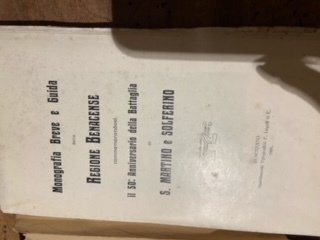 Monografia Breve e Guida
della
REGIONE BENACENSE
commemorandosi
il 50° Anniversario della Battaglia
di
S. MARTINO e SOLFERINO